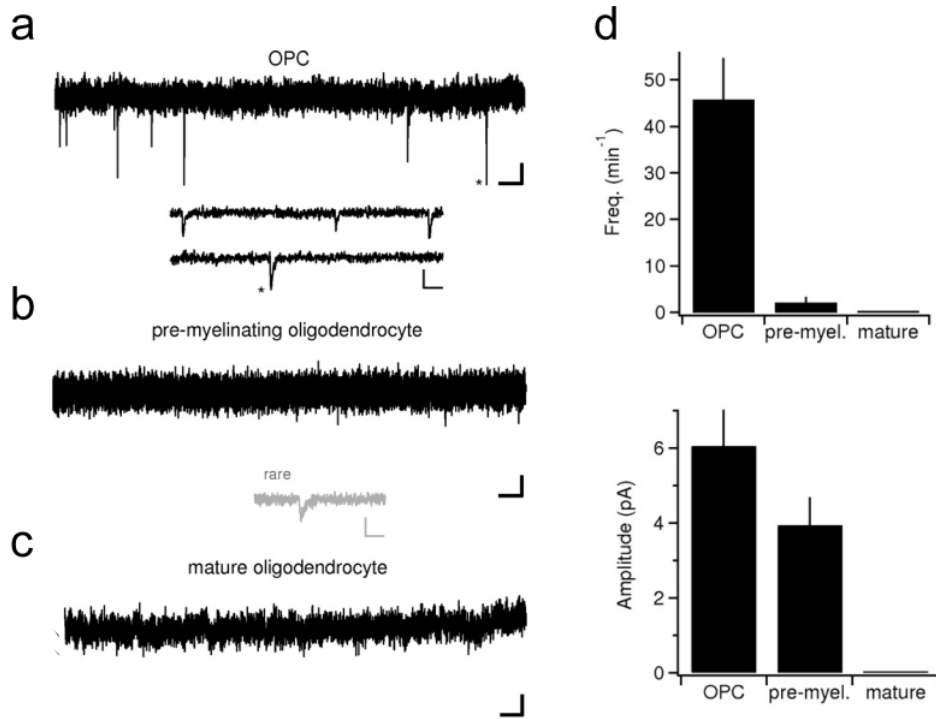 a
OPC
*
*
b
pre-myelinating oligodendrocyte
rare
c
mature oligodendrocyte
d
Freq. (min⁻¹)
50
40
30
20
10
0
OPC pre-myel. mature
Amplitude (pA)
6
4
2
0
OPC pre-myel. mature